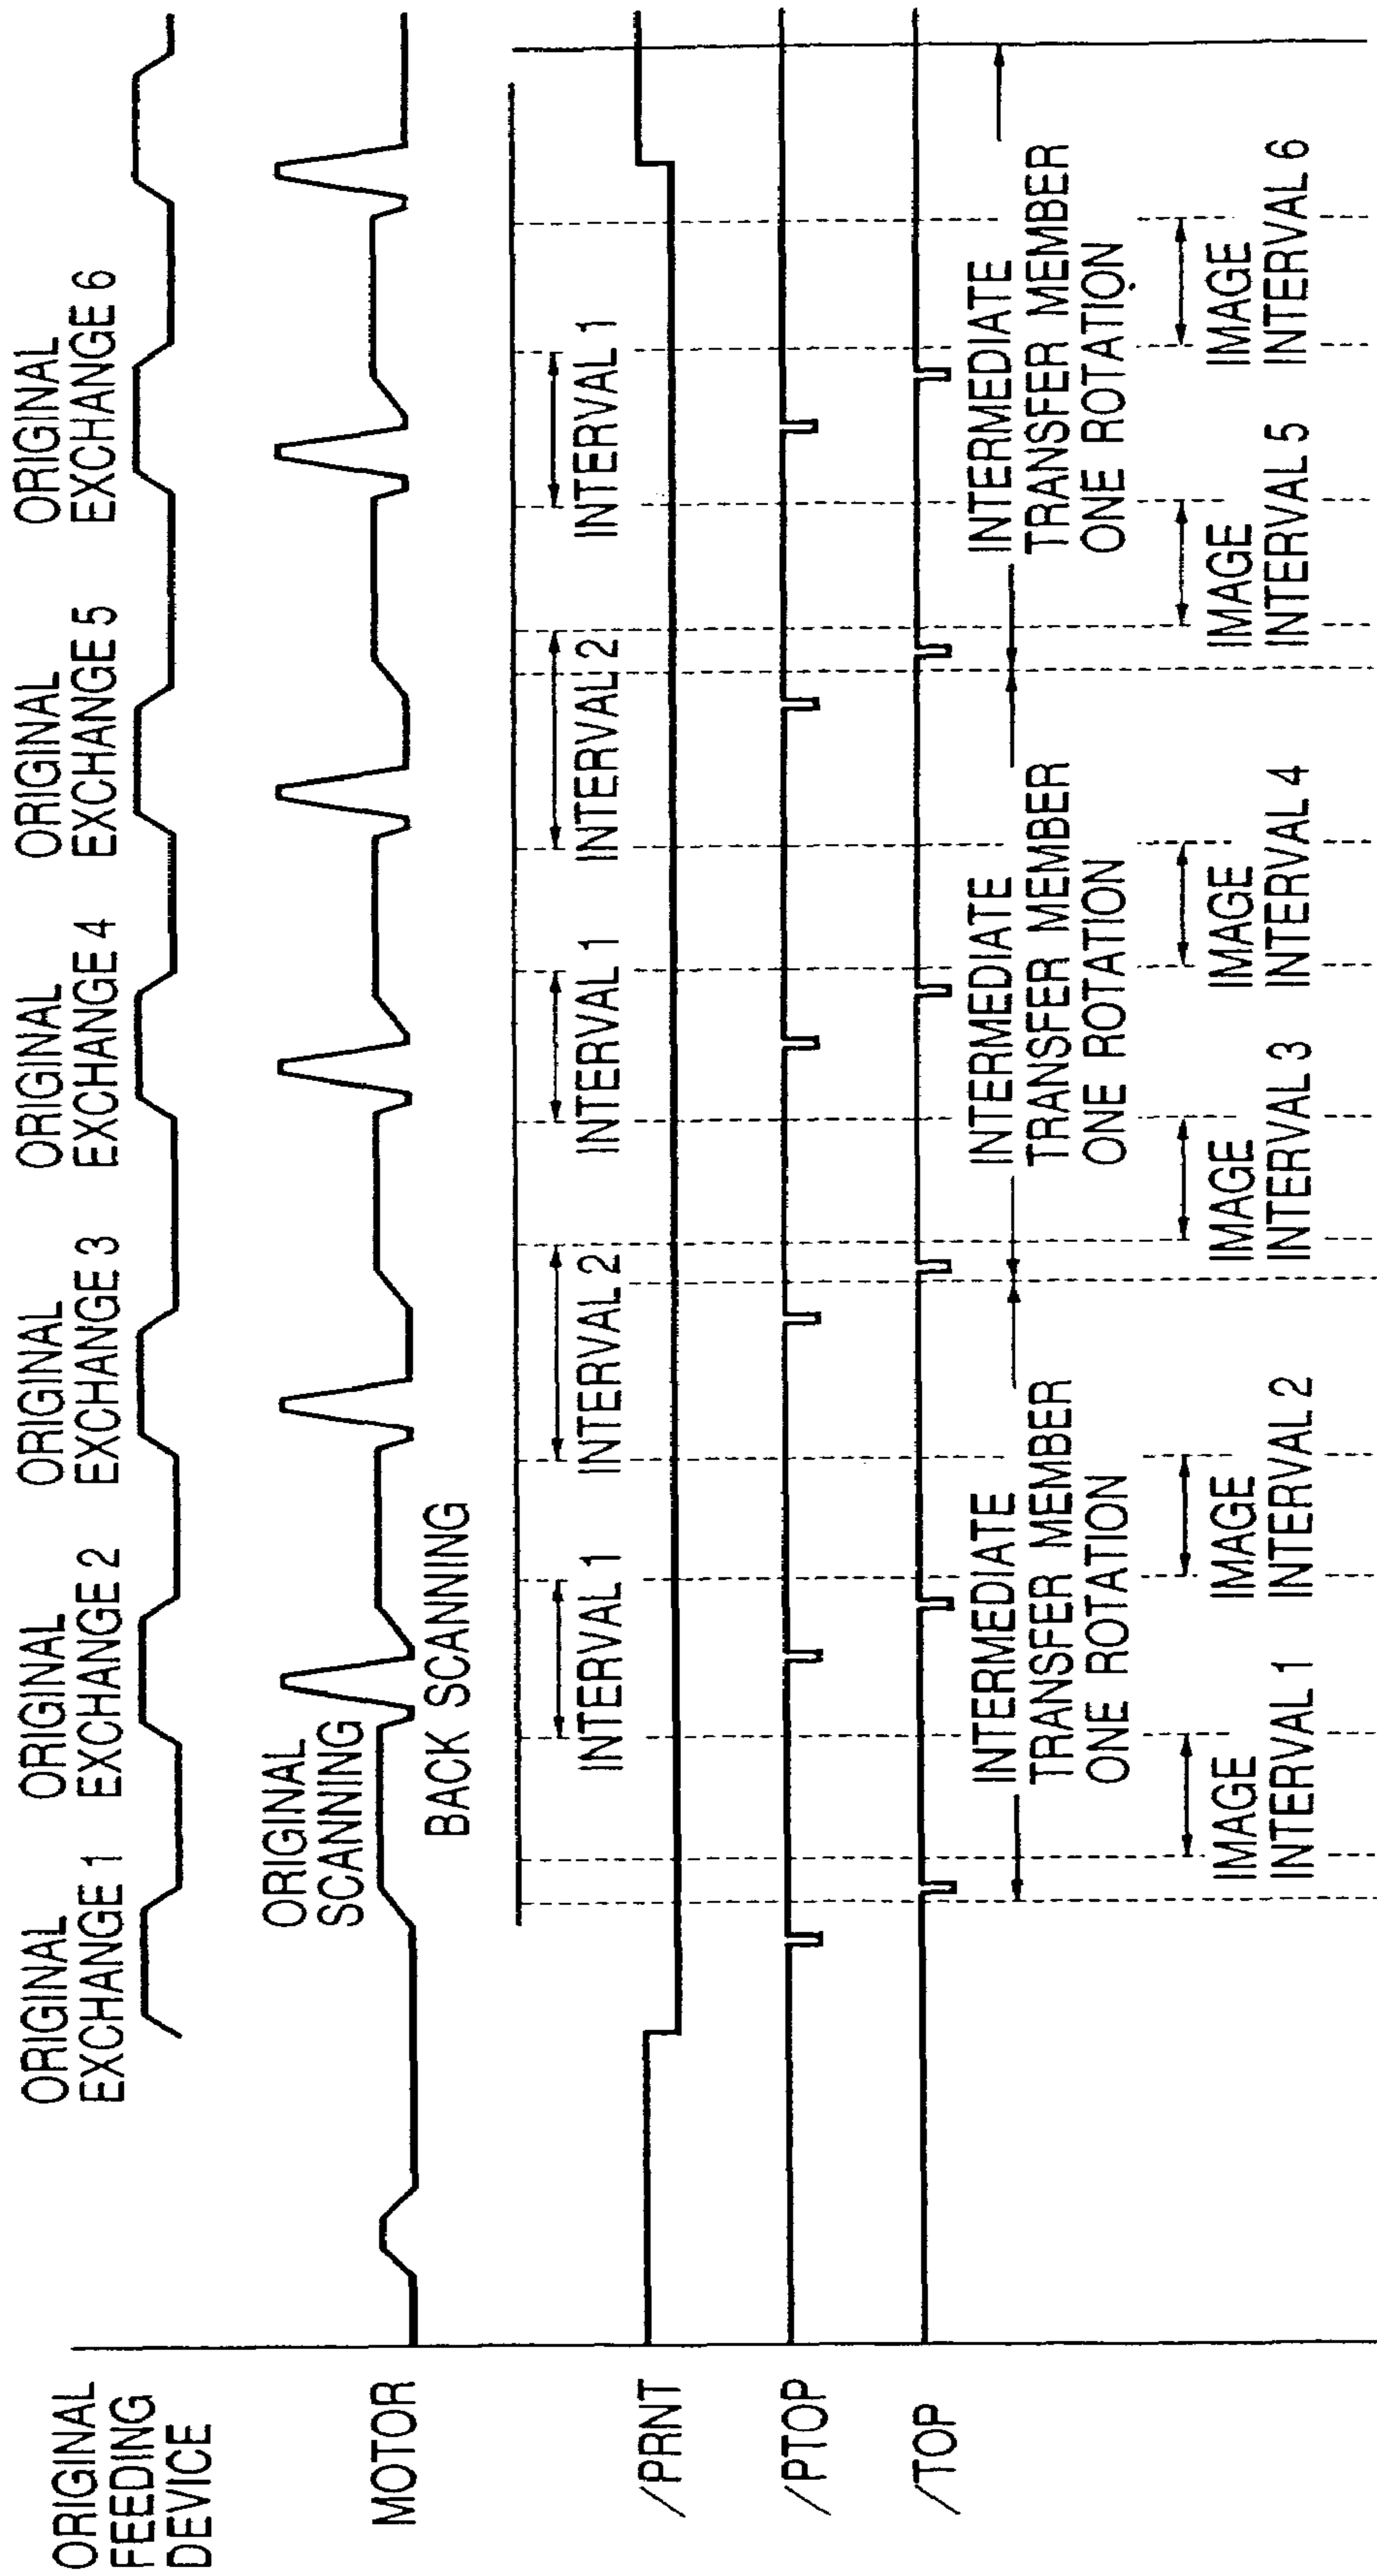 ORIGINAL
FEEDING
DEVICE
ORIGINAL
EXCHANGE 1
ORIGINAL
EXCHANGE 2
ORIGINAL
EXCHANGE 3
ORIGINAL
EXCHANGE 4
ORIGINAL
EXCHANGE 5
ORIGINAL
EXCHANGE 6
MOTOR
ORIGINAL
SCANNING
BACK SCANNING
INTERVAL 1
INTERVAL 2
INTERVAL 1
INTERVAL 2
INTERVAL 1
/PRNT
/PTOP
/TOP
INTERMEDIATE
TRANSFER MEMBER
ONE ROTATION
INTERMEDIATE
TRANSFER MEMBER
ONE ROTATION
INTERMEDIATE
TRANSFER MEMBER
ONE ROTATION
IMAGE
INTERVAL 1
IMAGE
INTERVAL 2
IMAGE
INTERVAL 3
IMAGE
INTERVAL 4
IMAGE
INTERVAL 5
IMAGE
INTERVAL 6